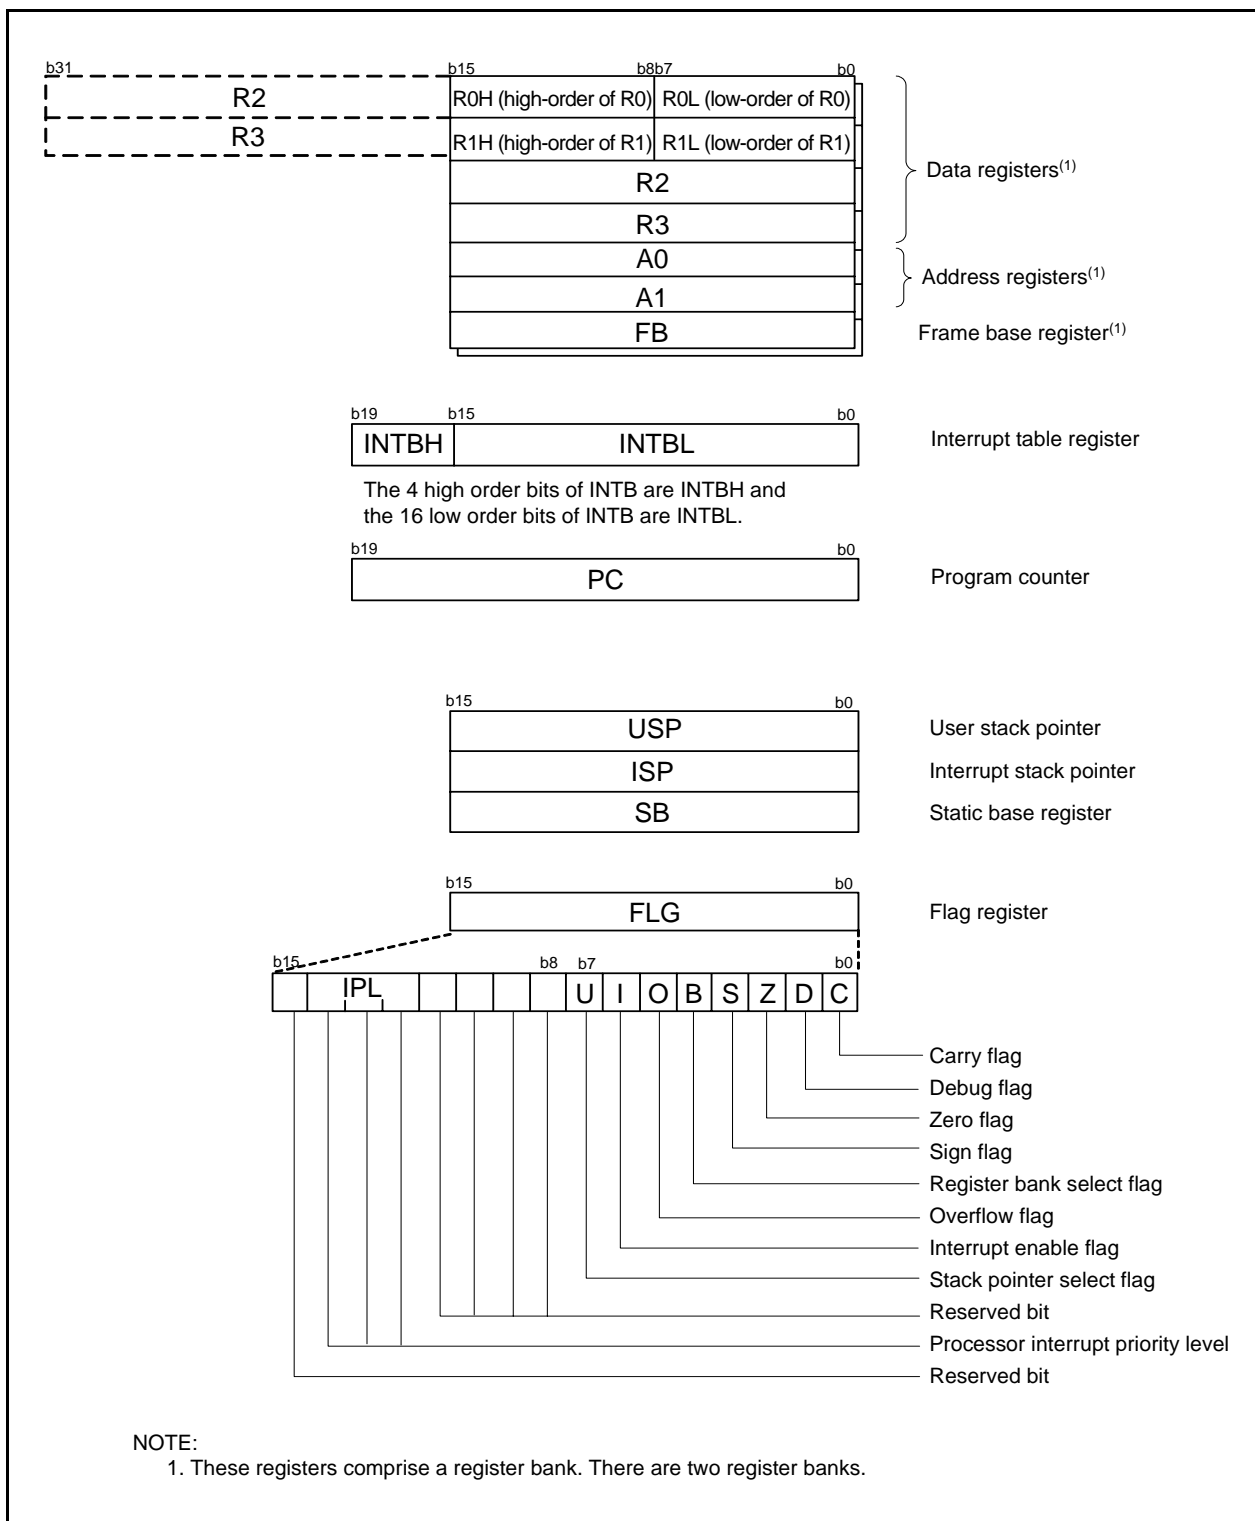 b31 b15 b8b7 b0
R2 R0H (high-order of R0) R0L (low-order of R0)
R3 R1H (high-order of R1) R1L (low-order of R1)
Data registers(1)
R2
R3
A0
Address registers(1)
A1
FB Frame base register(1)
b19 b15 b0
INTBH INTBL Interrupt table register
The 4 high order bits of INTB are INTBH and
the 16 low order bits of INTB are INTBL.
b19 b0
PC Program counter
b15 b0
USP User stack pointer
ISP Interrupt stack pointer
SB Static base register
b15 b0
FLG Flag register
b15 b8 b7 b0
IPL U I O B S Z D C
Carry flag
Debug flag
Zero flag
Sign flag
Register bank select flag
Overflow flag
Interrupt enable flag
Stack pointer select flag
Reserved bit
Processor interrupt priority level
Reserved bit
NOTE:
1. These registers comprise a register bank. There are two register banks.